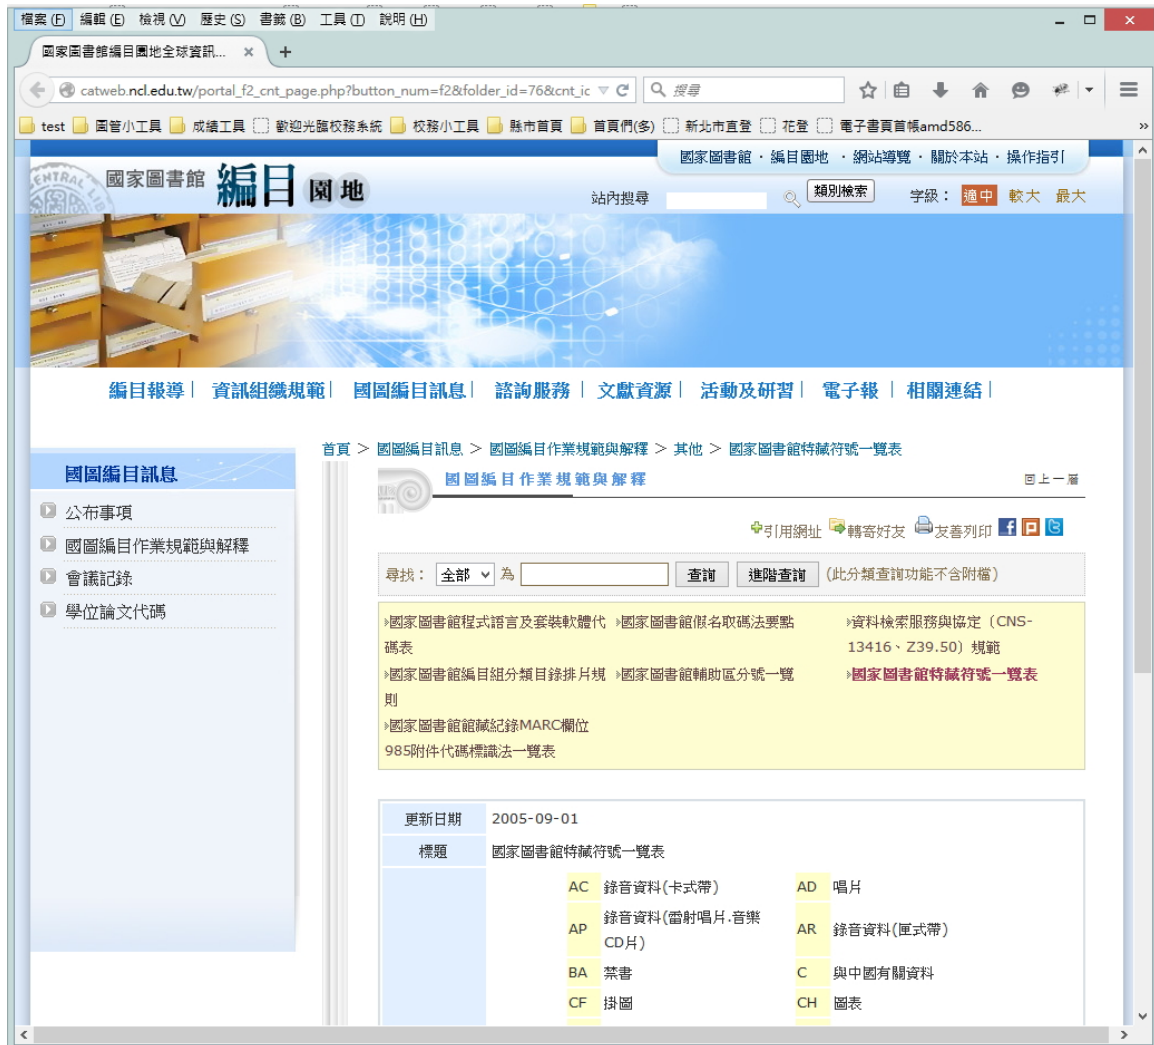 檔案(F) 編輯(E) 檢視(V) 歷史(S) 書籤(B) 工具(T) 說明(H)
國家圖書館編目園地全球資訊... × +
catweb.ncl.edu.tw/portal_f2_cnt_page.php?button_num=f2&folder_id=76&cnt_ic
搜尋
test 圖管小工具 成績工具 歡迎光臨校務系統 校務小工具 縣市首頁 首頁們(多) 新北市直登 花登 電子書頁首帳amd586... »
國家圖書館・編目園地・網站導覽・關於本站・操作指引
國家圖書館 編目園地
站內搜尋 類別檢索 字級： 適中 較大 最大
編目報導| 資訊組織規範| 國圖編目訊息| 諮詢服務| 文獻資源| 活動及研習| 電子報| 相關連結|
首頁 > 國圖編目訊息 > 國圖編目作業規範與解釋 > 其他 > 國家圖書館特藏符號一覽表
國圖編目訊息
公布事項
國圖編目作業規範與解釋
會議記錄
學位論文代碼
國圖編目作業規範與解釋 回上一層
引用網址 轉寄好友 友善列印
尋找： 全部 為 查詢 進階查詢 (此分類查詢功能不含附檔)
»國家圖書館程式語言及套裝軟體代碼表
»國家圖書館假名取碼法要點
»資料檢索服務與協定〔CNS-13416、Z39.50〕規範
»國家圖書館編目組分類目錄排片規則
»國家圖書館輔助區分號一覽
»國家圖書館特藏符號一覽表
»國家圖書館館藏紀錄MARC欄位985附件代碼標識法一覽表
更新日期 2005-09-01
標題 國家圖書館特藏符號一覽表
AC 錄音資料(卡式帶) AD 唱片
AP 錄音資料(雷射唱片.音樂CD片) AR 錄音資料(匣式帶)
BA 禁書 C 與中國有關資料
CF 掛圖 CH 圖表